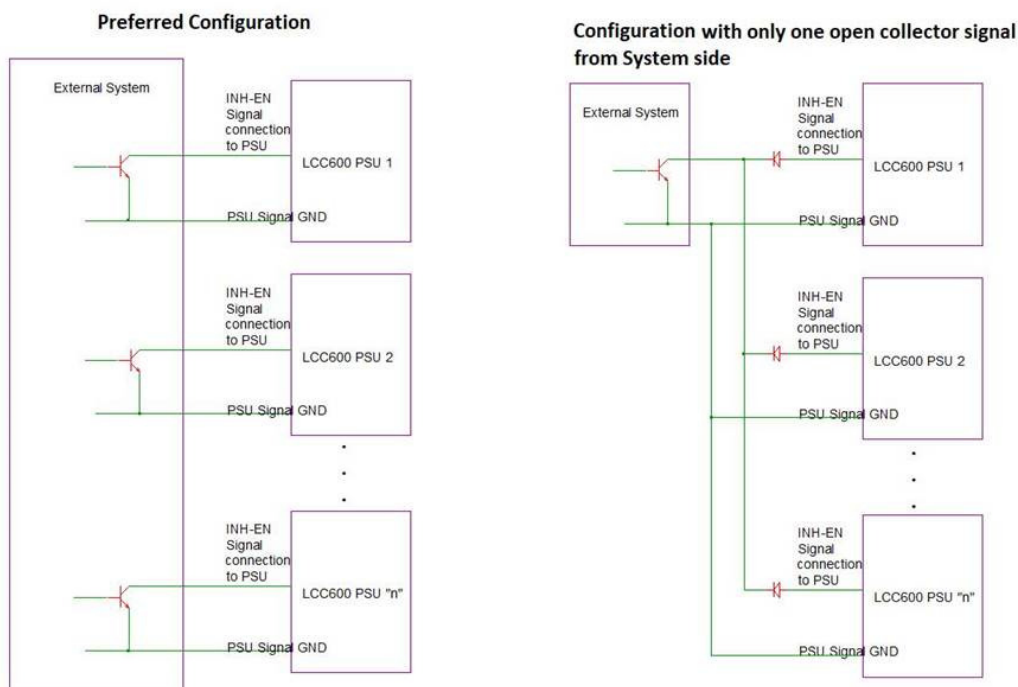 Preferred Configuration
External System
INH-EN
Signal
connection
to PSU
LCC600 PSU 1
PSU Signal GND
INH-EN
Signal
connection
to PSU
LCC600 PSU 2
PSU Signal GND
INH-EN
Signal
connection
to PSU
LCC600 PSU "n"
PSU Signal GND
Configuration with only one open collector signal
from System side
External System
INH-EN
Signal
connection
to PSU
LCC600 PSU 1
PSU Signal GND
INH-EN
Signal
connection
to PSU
LCC600 PSU 2
PSU Signal GND
INH-EN
Signal
connection
to PSU
LCC600 PSU "n"
PSU Signal GND